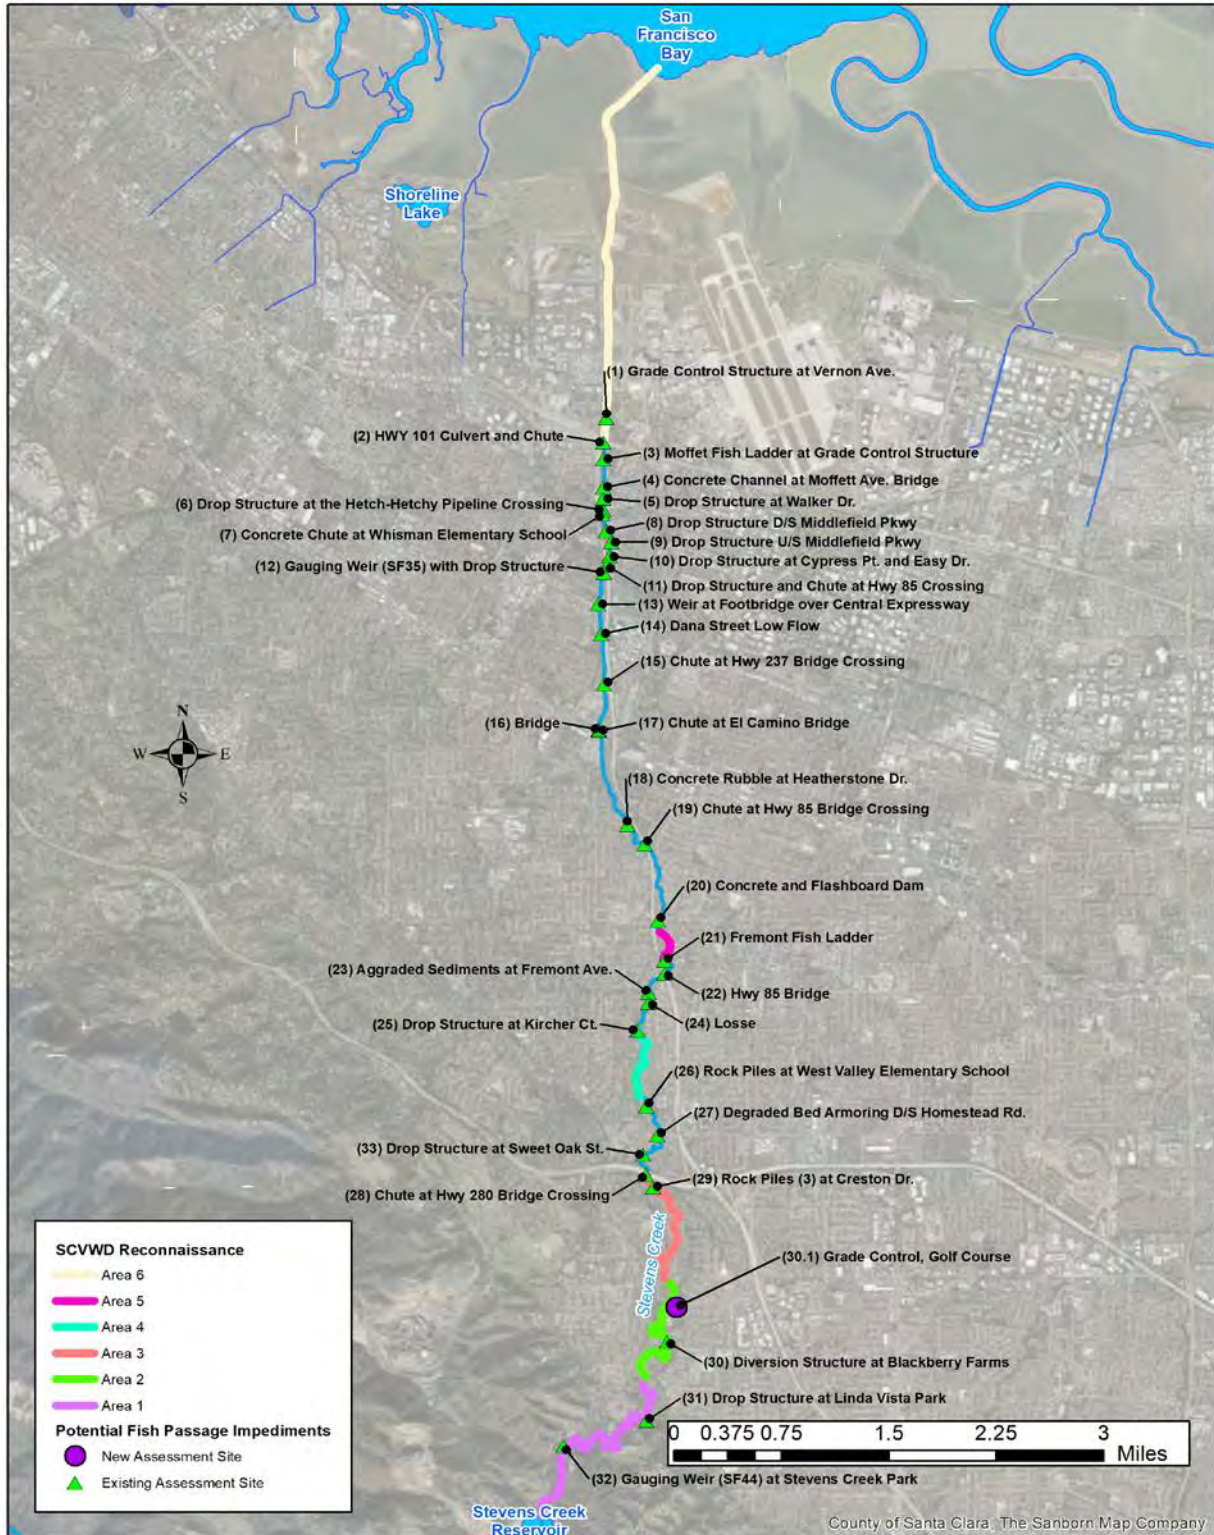 San
Francisco
Bay
Shoreline
Lake
(1) Grade Control Structure at Vernon Ave.
(2) HWY 101 Culvert and Chute
(3) Moffet Fish Ladder at Grade Control Structure
(4) Concrete Channel at Moffett Ave. Bridge
(6) Drop Structure at the Hetch-Hetchy Pipeline Crossing
(5) Drop Structure at Walker Dr.
(8) Drop Structure D/S Middlefield Pkwy
(7) Concrete Chute at Whisman Elementary School
(9) Drop Structure U/S Middlefield Pkwy
(10) Drop Structure at Cypress Pt. and Easy Dr.
(12) Gauging Weir (SF35) with Drop Structure
(11) Drop Structure and Chute at Hwy 85 Crossing
(13) Weir at Footbridge over Central Expressway
(14) Dana Street Low Flow
(15) Chute at Hwy 237 Bridge Crossing
(16) Bridge
(17) Chute at El Camino Bridge
N
W E
S
(18) Concrete Rubble at Heatherstone Dr.
(19) Chute at Hwy 85 Bridge Crossing
(20) Concrete and Flashboard Dam
(21) Fremont Fish Ladder
(23) Aggraded Sediments at Fremont Ave.
(22) Hwy 85 Bridge
(24) Losse
(25) Drop Structure at Kircher Ct.
(26) Rock Piles at West Valley Elementary School
(27) Degraded Bed Armoring D/S Homestead Rd.
(33) Drop Structure at Sweet Oak St.
(29) Rock Piles (3) at Creston Dr.
(28) Chute at Hwy 280 Bridge Crossing
Stevens Creek
(30.1) Grade Control, Golf Course
(30) Diversion Structure at Blackberry Farms
(31) Drop Structure at Linda Vista Park
(32) Gauging Weir (SF44) at Stevens Creek Park
Stevens Creek
Reservoir
SCVWD Reconnaissance
Area 6
Area 5
Area 4
Area 3
Area 2
Area 1
Potential Fish Passage Impediments
New Assessment Site
Existing Assessment Site
0 0.375 0.75 1.5 2.25 3
Miles
County of Santa Clara, The Sanborn Map Company